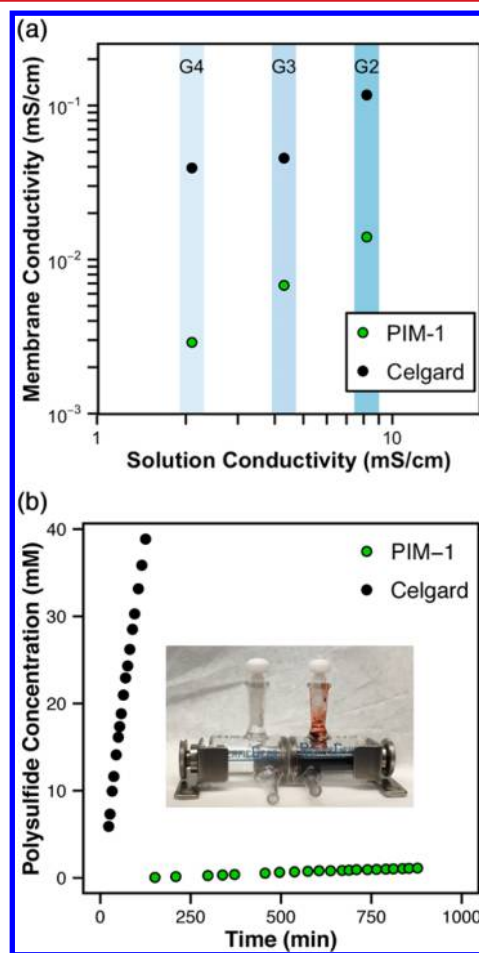 (a)
G4 G3 G2
10⁻¹
10⁻²
10⁻³
Membrane Conductivity (mS/cm)
PIM-1
Celgard
1 10
Solution Conductivity (mS/cm)
(b)
40
30
20
10
0
Polysulfide Concentration (mM)
PIM–1
Celgard
0 250 500 750 1000
Time (min)